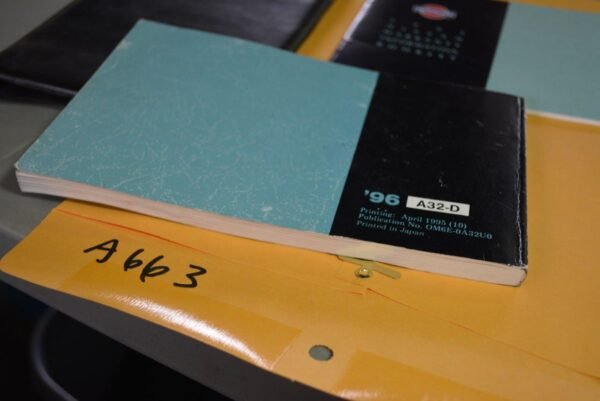 '96 A32-D
Printing: April 1995 (10)
Publication No. OM6E-0A32U0
Printed in Japan
A663